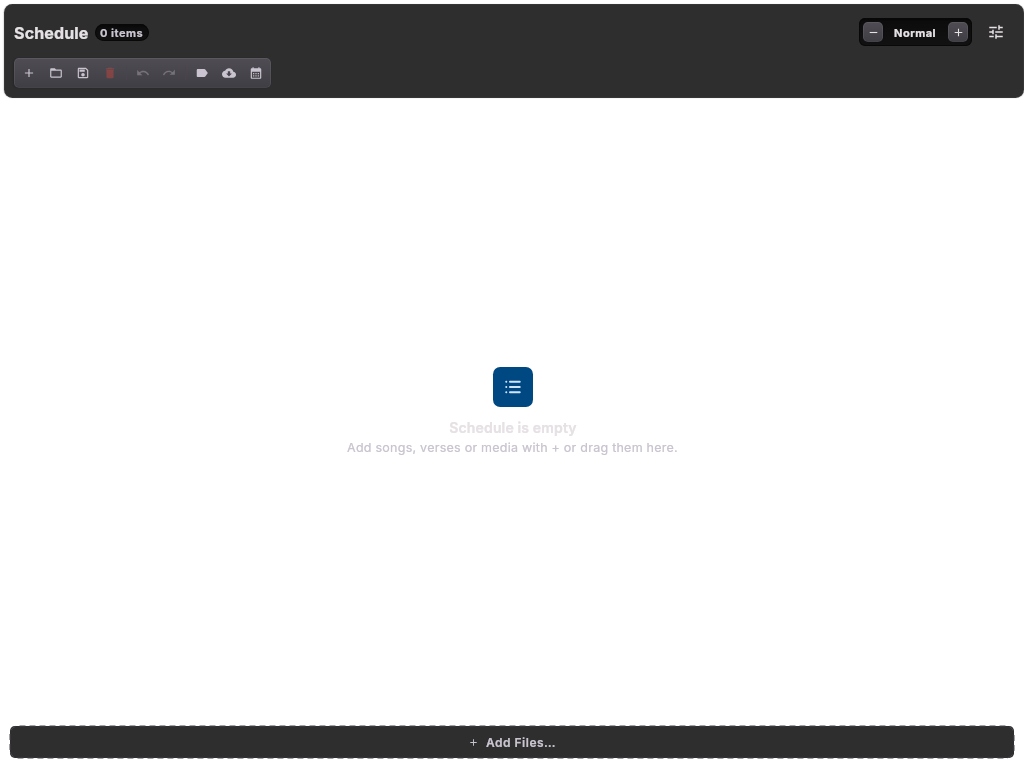 Schedule 0 items
− Normal +
Schedule is empty
Add songs, verses or media with + or drag them here.
+ Add Files...